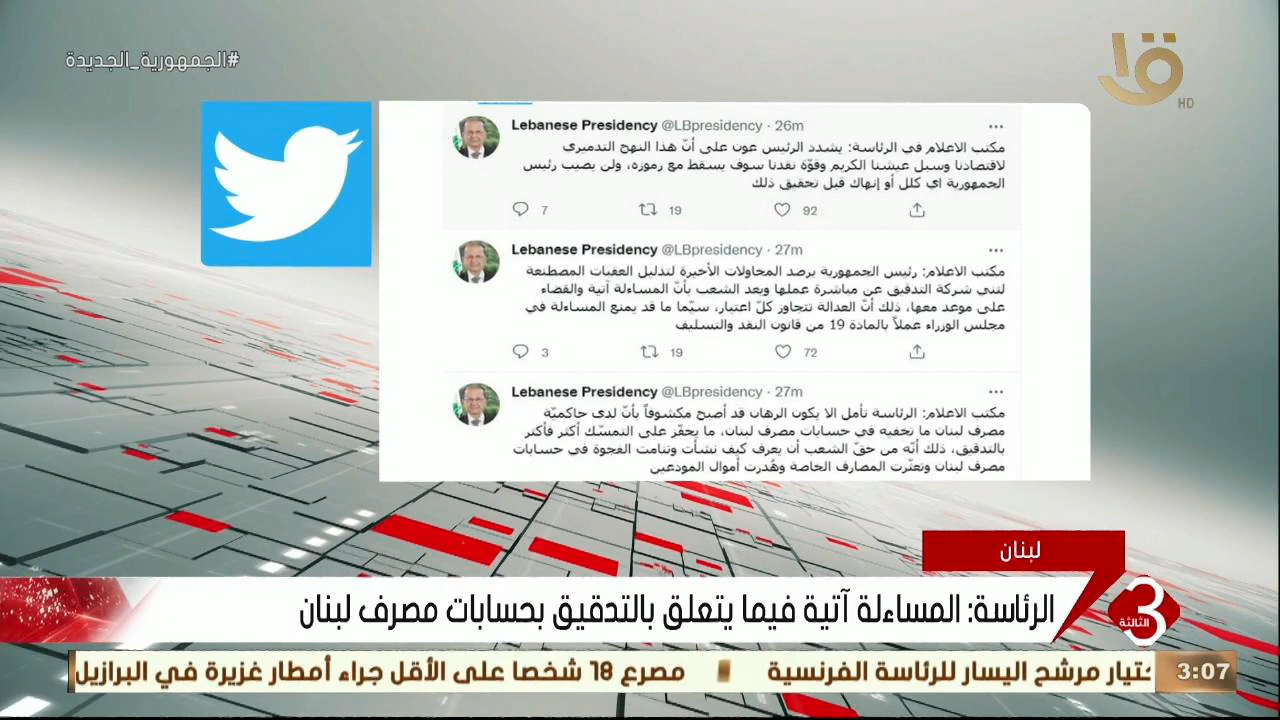 #الجمهورية_الجديدة
HD
Lebanese Presidency @LBpresidency · 26m
مكتب الاعلام في الرئاسة: يشدد الرئيس عون على أنّ هذا النهج التدميري
لاقتصادنا وسبل عيشنا الكريم وقوّة نقدنا سوف يسقط مع رموزه، ولن يصيب رئيس
الجمهورية اي كلل أو إنهاك قبل تحقيق ذلك
7 19 92
Lebanese Presidency @LBpresidency · 27m
مكتب الاعلام: رئيس الجمهورية يرصد المحاولات الأخيرة لتذليل العقبات المصطنعة
لثني شركة التدقيق عن مباشرة عملها ويعد الشعب بأنّ المساءلة آتية والقضاء
على موعد معها، ذلك أنّ العدالة تتجاوز كلّ اعتبار، سيّما ما قد يمنع المساءلة في
مجلس الوزراء عملاً بالمادة 19 من قانون النقد والتسليف
3 19 72
Lebanese Presidency @LBpresidency · 27m
مكتب الاعلام: الرئاسة تأمل الا يكون الرهان قد أصبح مكشوفاً بأنّ لدى حاكميّة
مصرف لبنان ما تخفيه في حسابات مصرف لبنان، ما يحفّز على التمسّك أكثر فأكثر
بالتدقيق، ذلك أنّه من حقّ الشعب أن يعرف كيف نشأت وتنامت الفجوة في حسابات
مصرف لبنان وتعثّرت المصارف الخاصة وهُدرت أموال المودعين
لبنان
الرئاسة: المساءلة آتية فيما يتعلق بالتدقيق بحسابات مصرف لبنان
3 الثالثة
ختيار مرشح اليسار للرئاسة الفرنسية مصرع 18 شخصا على الأقل جراء أمطار غزيرة في البرازيل
3:07